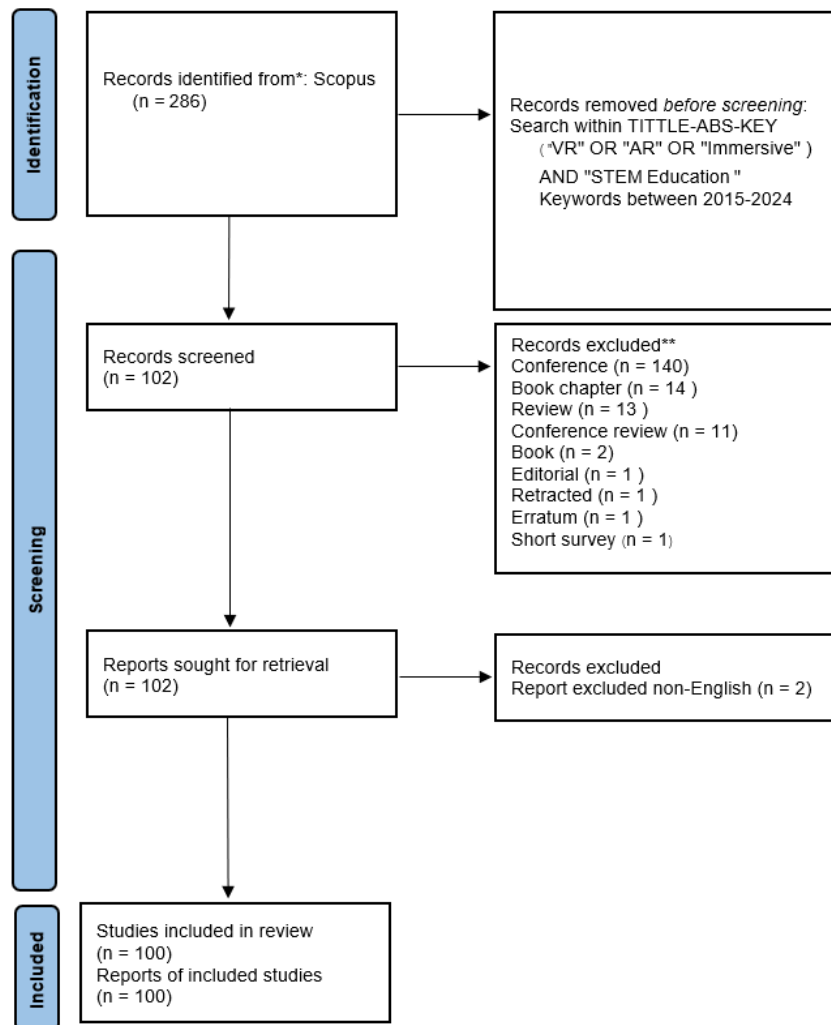 Identification
Records identified from*: Scopus
(n = 286)
Records removed before screening:
Search within TITTLE-ABS-KEY
("VR" OR "AR" OR "Immersive" )
AND "STEM Education "
Keywords between 2015-2024
Screening
Records screened
(n = 102)
Records excluded**
Conference (n = 140)
Book chapter (n = 14 )
Review (n = 13 )
Conference review (n = 11)
Book (n = 2)
Editorial (n = 1 )
Retracted (n = 1 )
Erratum (n = 1 )
Short survey (n = 1)
Reports sought for retrieval
(n = 102)
Records excluded
Report excluded non-English (n = 2)
Included
Studies included in review
(n = 100)
Reports of included studies
(n = 100)